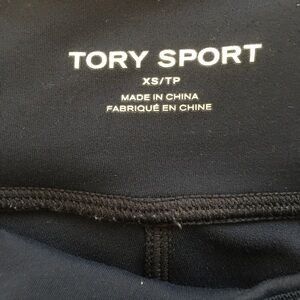 TORY SPORT
XS/TP
MADE IN CHINA
FABRIQUÉ EN CHINE